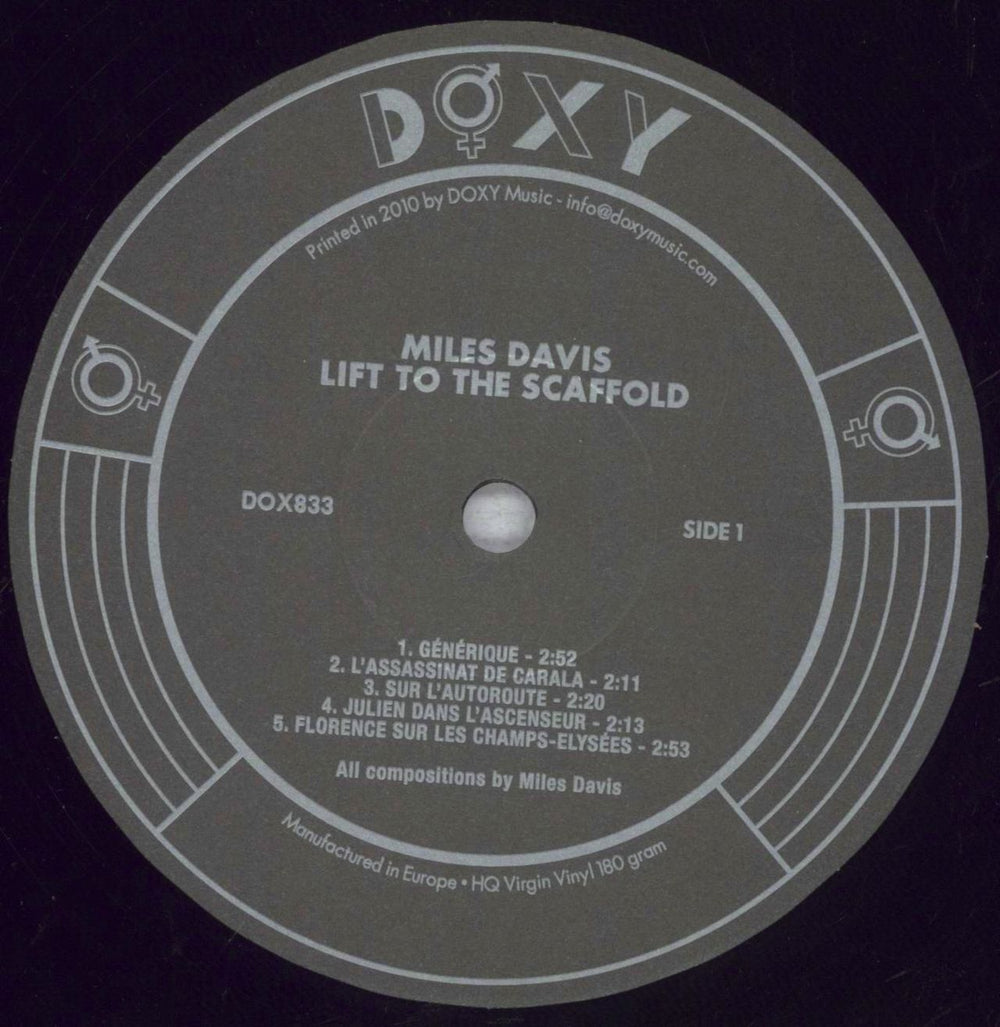 DOXY
Printed in 2010 by DOXY Music - info@doxymusic.com
MILES DAVIS
LIFT TO THE SCAFFOLD
DOX833
SIDE 1
1. GÉNÉRIQUE - 2:52
2. L'ASSASSINAT DE CARALA - 2:11
3. SUR L'AUTOROUTE - 2:20
4. JULIEN DANS L'ASCENSEUR - 2:13
5. FLORENCE SUR LES CHAMPS-ELYSÉES - 2:53
All compositions by Miles Davis
Manufactured in Europe • HQ Virgin Vinyl 180 gram